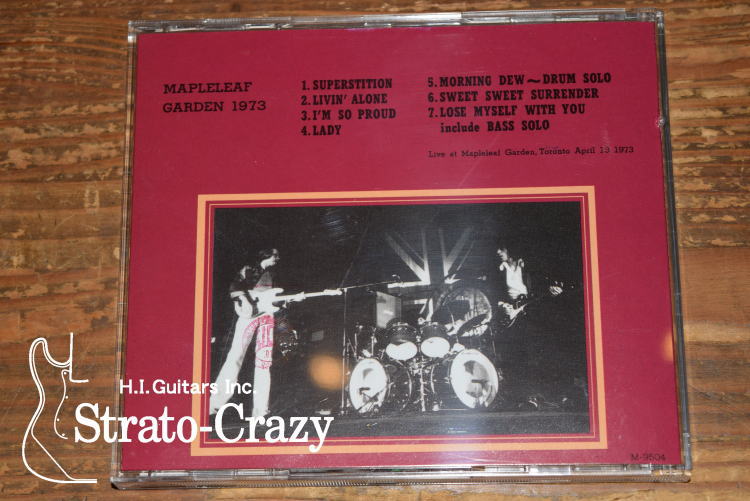 MAPLELEAF
GARDEN 1973
1. SUPERSTITION
2. LIVIN' ALONE
3. I'M SO PROUD
4. LADY
5. MORNING DEW~DRUM SOLO
6. SWEET SWEET SURRENDER
7. LOSE MYSELF WITH YOU
include BASS SOLO
Live at Mapleleaf Garden, Toronto April 13 1973
M-9504
H.I.Guitars Inc.
Strato-Crazy